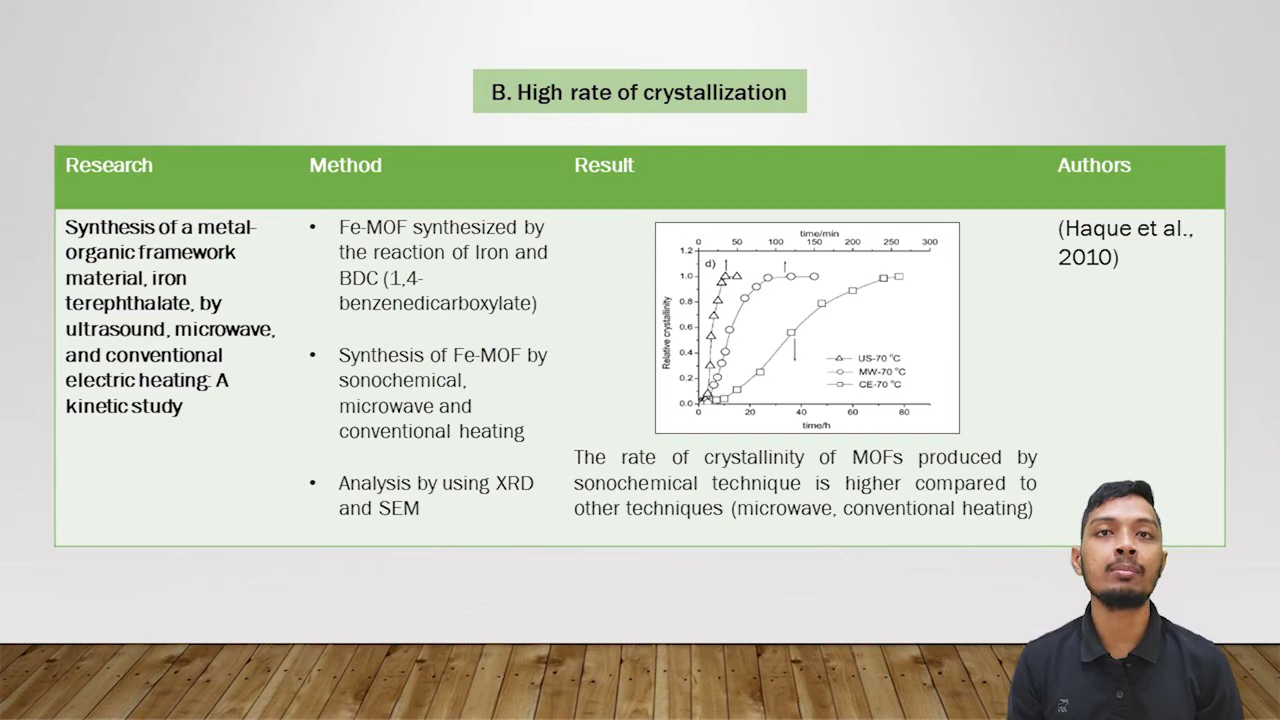 B. High rate of crystallization
Research
Method
Result
Authors
Synthesis of a metal-
organic framework
material, iron
terephthalate, by
ultrasound, microwave,
and conventional
electric heating: A
kinetic study
• Fe-MOF synthesized by
the reaction of Iron and
BDC (1,4-
benzenedicarboxylate)
• Synthesis of Fe-MOF by
sonochemical,
microwave and
conventional heating
• Analysis by using XRD
and SEM
time/min
0 50 100 150 200 250 300
d)
Relative crystallinity
1.2
1.0
0.8
0.6
0.4
0.2
0.0
US-70 °C
MW-70 °C
CE-70 °C
0 20 40 60 80
time/h
The rate of crystallinity of MOFs produced by
sonochemical technique is higher compared to
other techniques (microwave, conventional heating)
(Haque et al.,
2010)